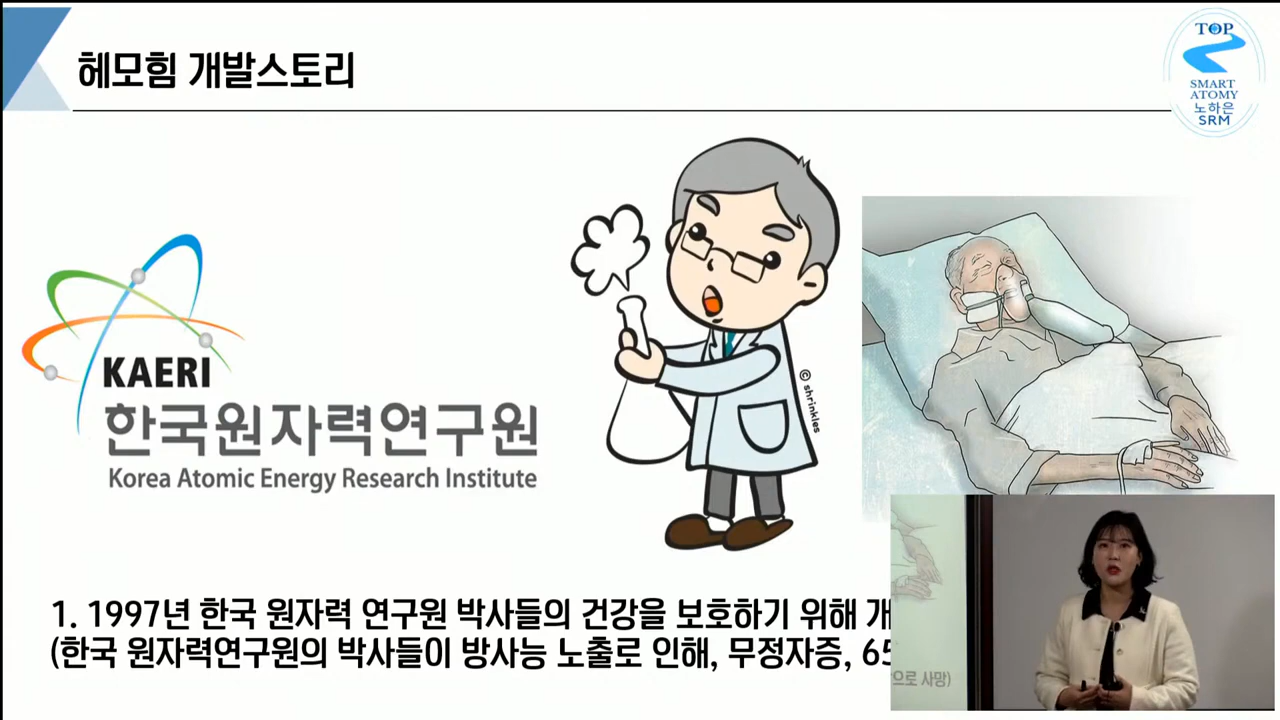 헤모힘 개발스토리
TOP
SMART
ATOMY
노하은
SRM
KAERI
한국원자력연구원
Korea Atomic Energy Research Institute
© shrinkles
1. 1997년 한국 원자력 연구원 박사들의 건강을 보호하기 위해 개
(한국 원자력연구원의 박사들이 방사능 노출로 인해, 무정자증, 65
으로 사망)